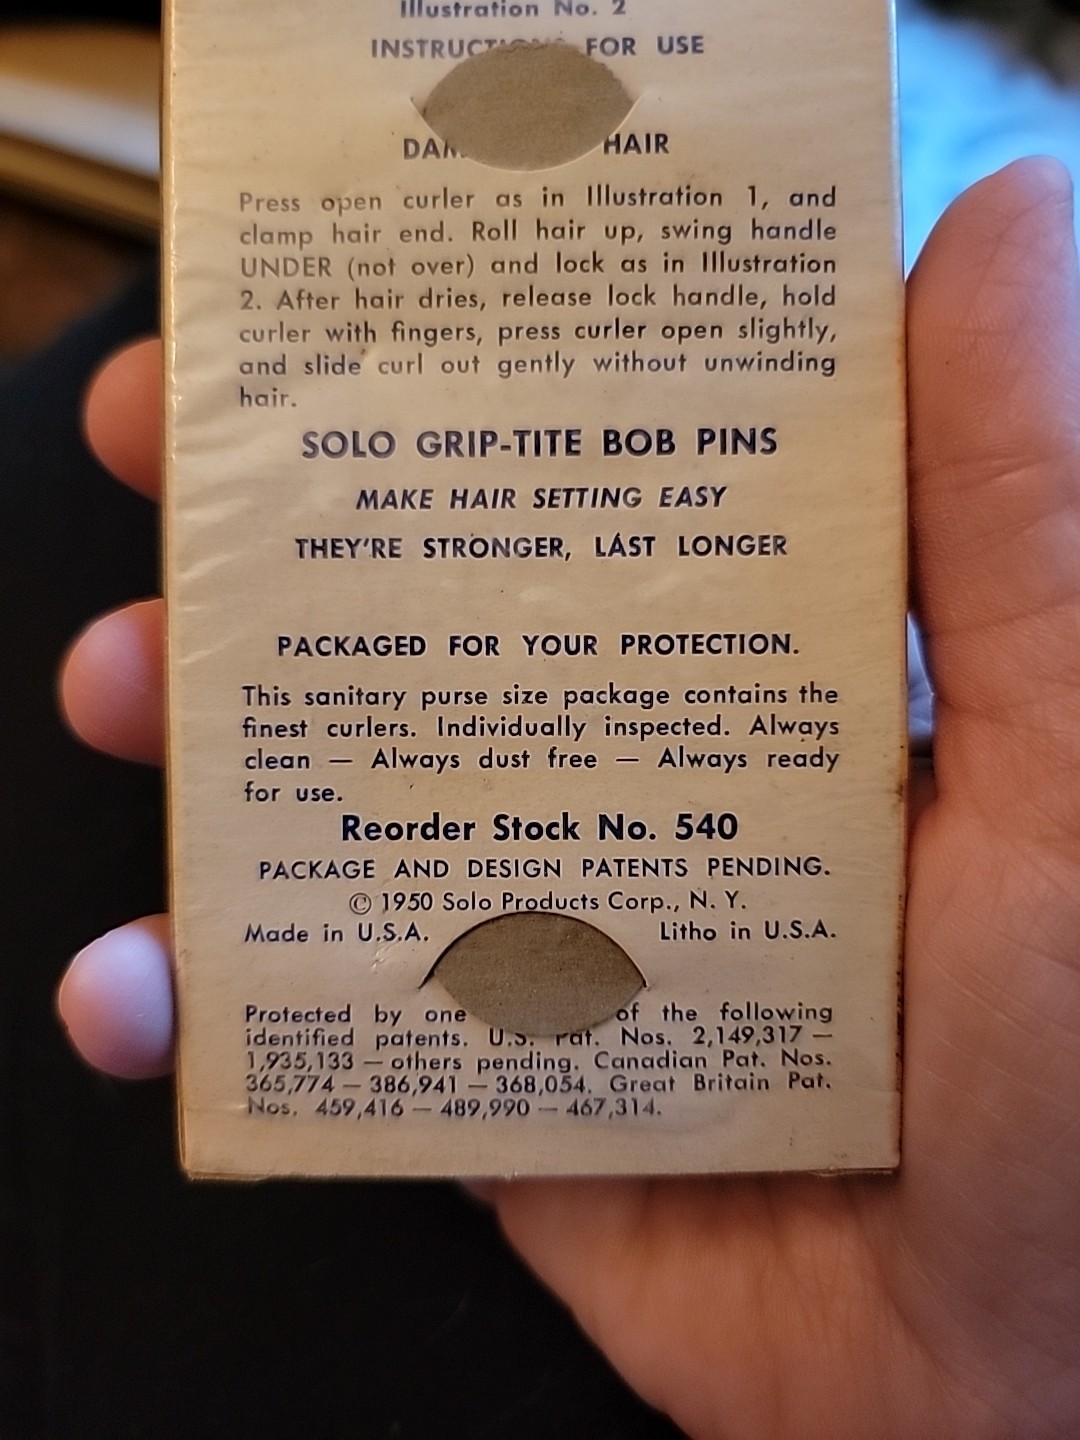 Illustration No. 2
FOR USE
HAIR
Press open curler as in Illustration 1, and
clamp hair end. Roll hair up, swing handle
UNDER (not over) and lock as in Illustration
2. After hair dries, release lock handle, hold
curler with fingers, press curler open slightly,
and slide curl out gently without unwinding
hair.
SOLO GRIP-TITE BOB PINS
MAKE HAIR SETTING EASY
THEY'RE STRONGER, LAST LONGER
PACKAGED FOR YOUR PROTECTION.
This sanitary purse size package contains the
finest curlers. Individually inspected. Always
clean — Always dust free — Always ready
for use.
Reorder Stock No. 540
PACKAGE AND DESIGN PATENTS PENDING.
© 1950 Solo Products Corp., N. Y.
Made in U.S.A. Litho in U.S.A.
Protected by one of the following
identified patents. U.S. Pat. Nos. 2,149,317 —
1,935,133 — others pending. Canadian Pat. Nos.
365,774 — 386,941 — 368,054. Great Britain Pat.
Nos. 459,416 — 489,990 — 467,314.